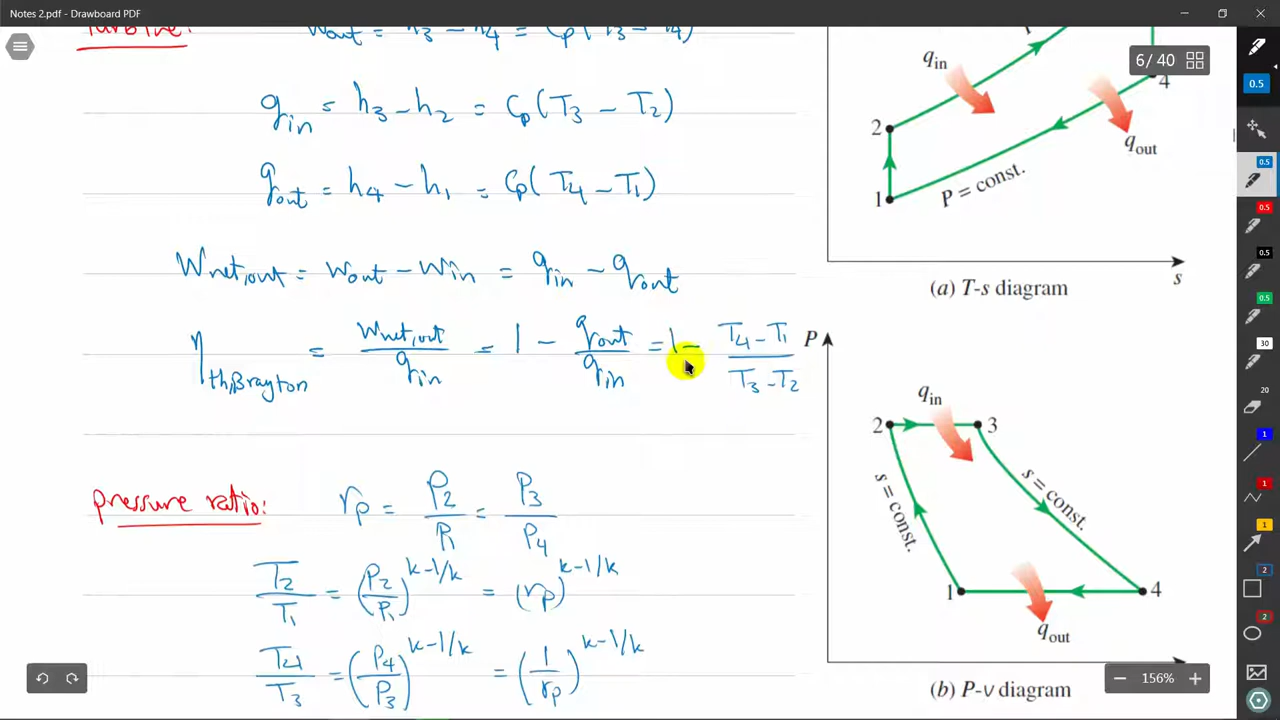 Notes 2.pdf - Drawboard PDF
6 / 40
Turbine: Wout = h3 - h4 = Cp(T3 - T4)
qin = h3 - h2 = Cp(T3 - T2)
qout = h4 - h1 = Cp(T4 - T1)
Wnet,out = Wout - Win = qin - qout
η th,Brayton = Wnet,out / qin = 1 - qout / qin = 1 - T4 - T1 / T3 - T2
pressure ratio: rp = P2 / P1 = P3 / P4
T2 / T1 = (P2 / P1)^k-1/k = (rp)^k-1/k
T4 / T3 = (P4 / P3)^k-1/k = (1 / rp)^k-1/k
qin
4
2
qout
P = const.
1
s
(a) T-s diagram
P
qin
2
3
s = const.
s = const.
1
4
qout
(b) P-v diagram
156%
0.5
0.5
0.5
0.5
0.5
30
20
1
1
1
2
2